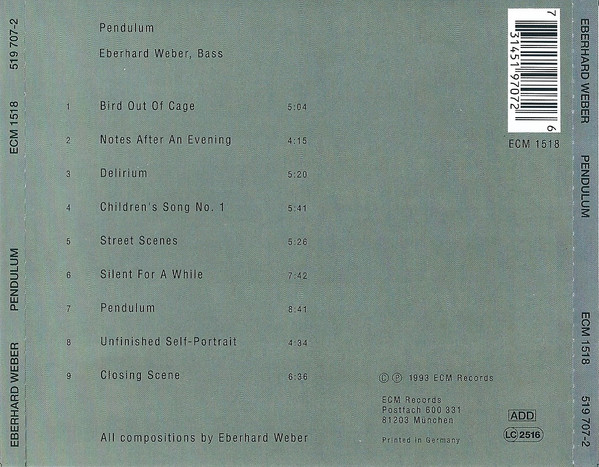 519 707-2
ECM 1518
PENDULUM
EBERHARD WEBER
Pendulum
Eberhard Weber, Bass
1 Bird Out Of Cage 5:04
2 Notes After An Evening 4:15
3 Delirium 5:20
4 Children's Song No. 1 5:41
5 Street Scenes 5:26
6 Silent For A While 7:42
7 Pendulum 8:41
8 Unfinished Self-Portrait 4:34
9 Closing Scene 6:36
All compositions by Eberhard Weber
7 31451 97072 6
ECM 1518
© ℗ 1993 ECM Records
ECM Records
Postfach 600 331
81203 München
Printed in Germany
ADD
LC 2516
EBERHARD WEBER
PENDULUM
ECM 1518
519 707-2